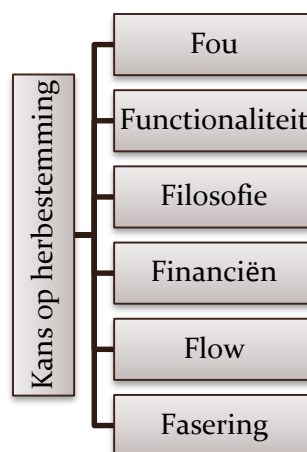 Kans op herbestemming
Fou
Functionaliteit
Filosofie
Financiën
Flow
Fasering